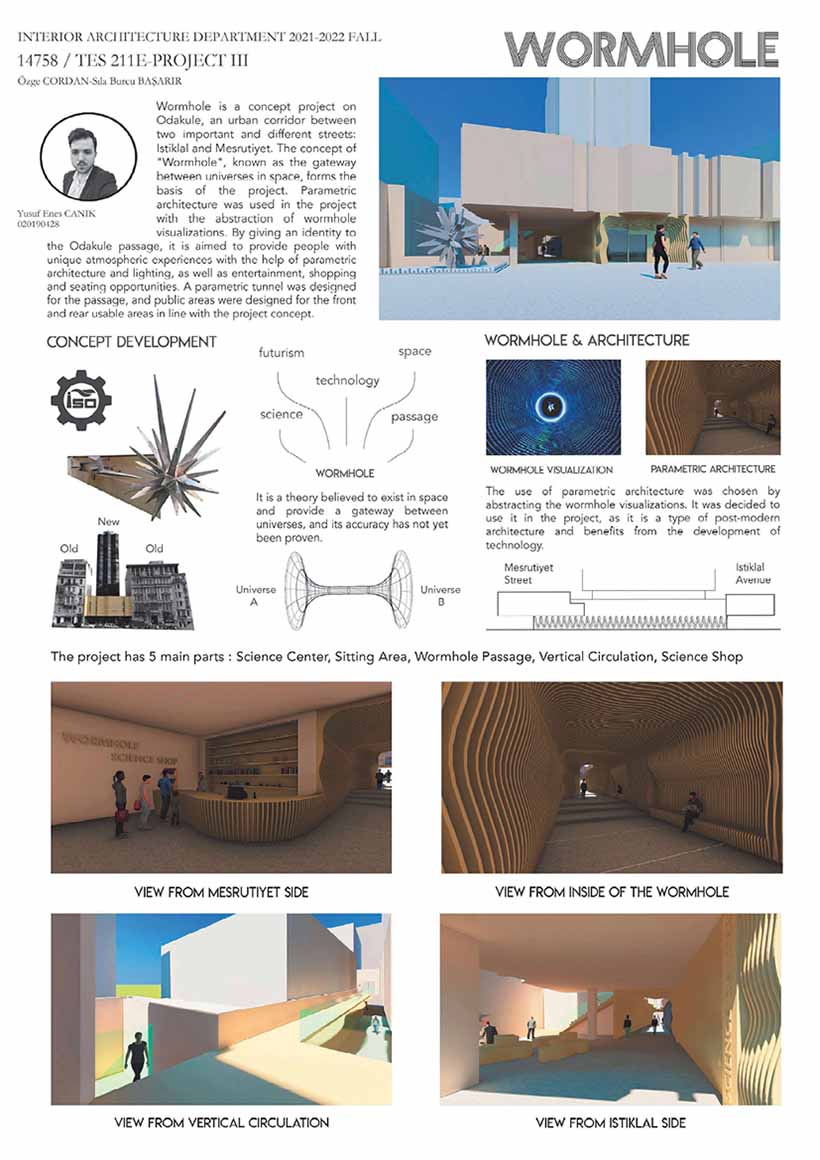 INTERIOR ARCHITECTURE DEPARTMENT 2021-2022 FALL
14758 / TES 211E-PROJECT III
Özge CORDAN-Sıla Burcu BAŞARIR
WORMHOLE
Yusuf Enes CANIK
020190428
Wormhole is a concept project on
Odakule, an urban corridor between
two important and different streets:
Istiklal and Mesrutiyet. The concept of
"Wormhole", known as the gateway
between universes in space, forms the
basis of the project. Parametric
architecture was used in the project
with the abstraction of wormhole
visualizations. By giving an identity to
the Odakule passage, it is aimed to provide people with
unique atmospheric experiences with the help of parametric
architecture and lighting, as well as entertainment, shopping
and seating opportunities. A parametric tunnel was designed
for the passage, and public areas were designed for the front
and rear usable areas in line with the project concept.
CONCEPT DEVELOPMENT
iso
New
Old
Old
futurism
space
technology
science
passage
WORMHOLE
It is a theory believed to exist in space
and provide a gateway between
universes, and its accuracy has not yet
been proven.
Universe
A
Universe
B
WORMHOLE & ARCHITECTURE
WORMHOLE VISUALIZATION
PARAMETRIC ARCHITECTURE
The use of parametric architecture was chosen by
abstracting the wormhole visualizations. It was decided to
use it in the project, as it is a type of post-modern
architecture and benefits from the development of
technology.
Mesrutiyet
Street
Istiklal
Avenue
The project has 5 main parts : Science Center, Sitting Area, Wormhole Passage, Vertical Circulation, Science Shop
WORMHOLE
SCIENCE SHOP
VIEW FROM MESRUTIYET SIDE
VIEW FROM INSIDE OF THE WORMHOLE
VIEW FROM VERTICAL CIRCULATION
VIEW FROM ISTIKLAL SIDE